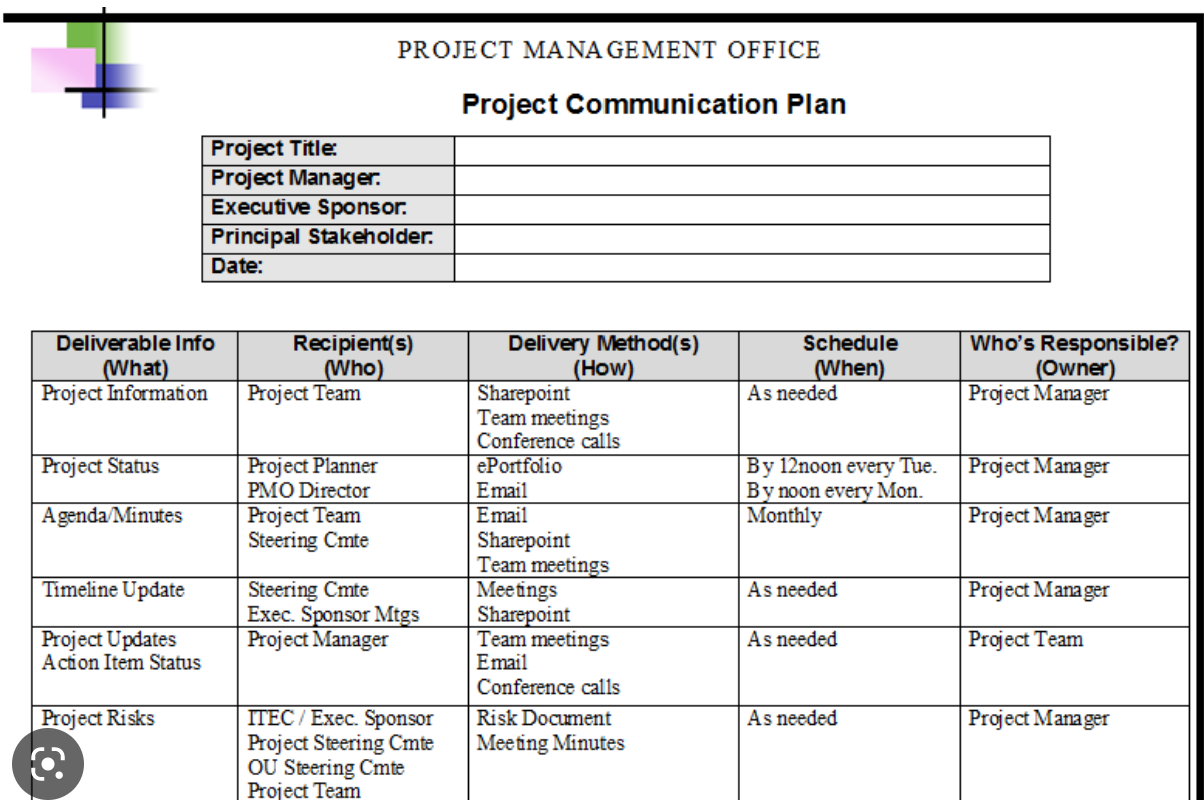 PROJECT MANAGEMENT OFFICE
Project Communication Plan
Project Title:
Project Manager:
Executive Sponsor:
Principal Stakeholder:
Date:
Deliverable Info Recipient(s) Delivery Method(s) Schedule Who's Responsible?
(What) (Who) (How) (When) (Owner)
Project Information Project Team Sharepoint As needed Project Manager
Team meetings
Conference calls
Project Status Project Planner ePortfolio By 12noon every Tue. Project Manager
PMO Director Email By noon every Mon.
Agenda/Minutes Project Team Email Monthly Project Manager
Steering Cmte Sharepoint
Team meetings
Timeline Update Steering Cmte Meetings As needed Project Manager
Exec. Sponsor Mtgs Sharepoint
Project Updates Project Manager Team meetings As needed Project Team
Action Item Status Email
Conference calls
Project Risks ITEC / Exec. Sponsor Risk Document As needed Project Manager
Project Steering Cmte Meeting Minutes
OU Steering Cmte
Project Team